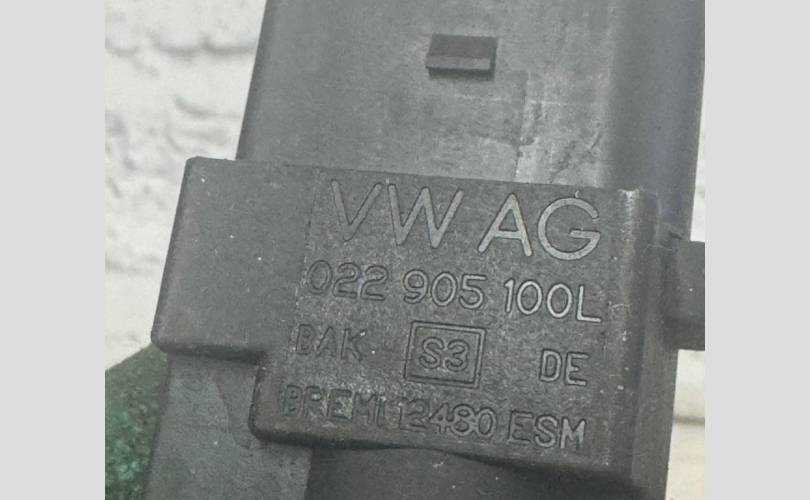 VW AG
022 905 100L
BAK S3 DE
BREMI 12480 ESM